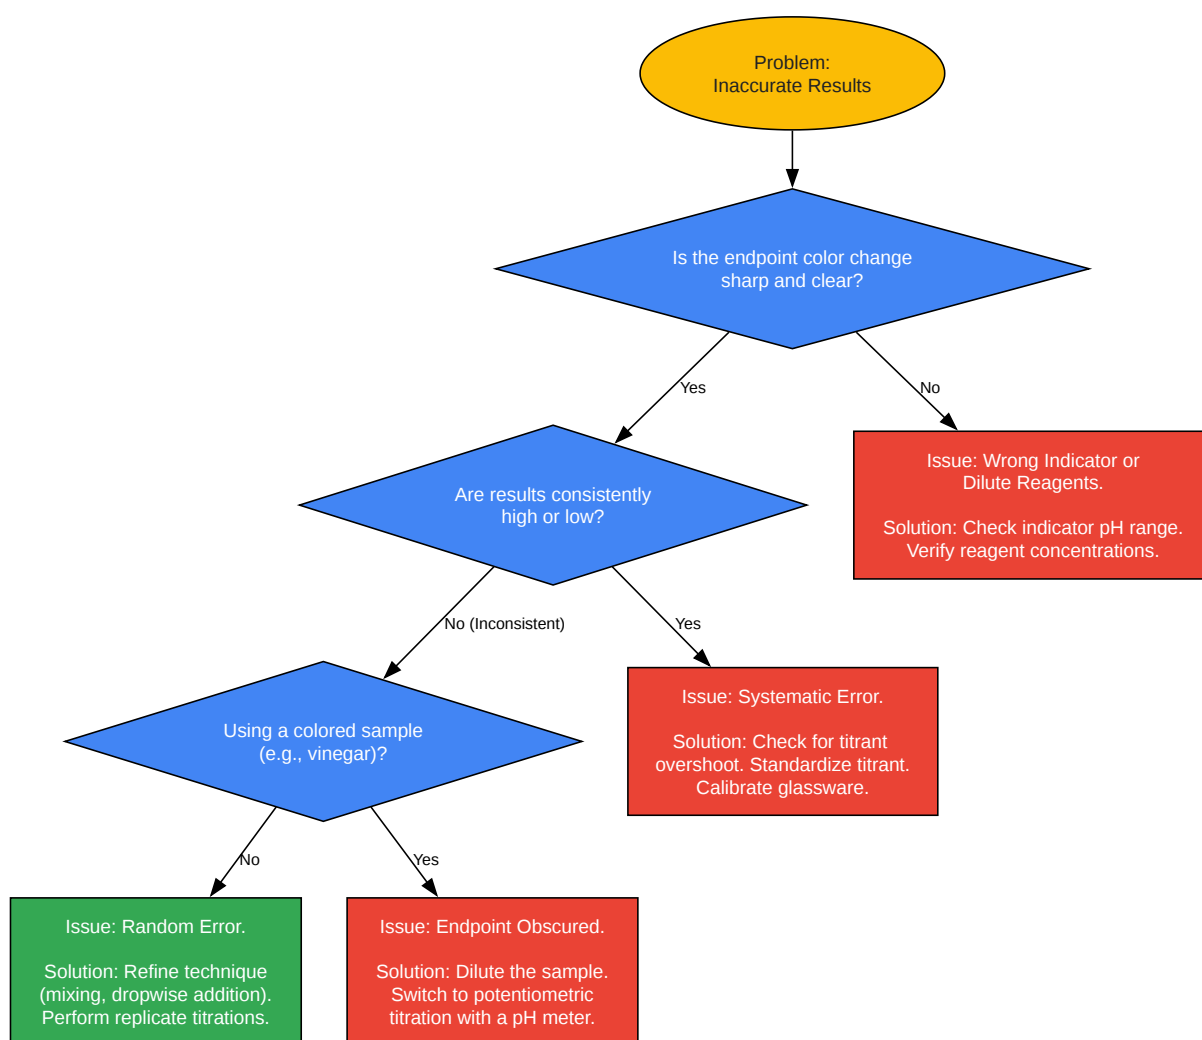 Problem:
Inaccurate Results
Is the endpoint color change
sharp and clear?
Yes
No
Are results consistently
high or low?
Issue: Wrong Indicator or
Dilute Reagents.
Solution: Check indicator pH range.
Verify reagent concentrations.
No (Inconsistent)
Yes
Using a colored sample
(e.g., vinegar)?
Issue: Systematic Error.
Solution: Check for titrant
overshoot. Standardize titrant.
Calibrate glassware.
No
Yes
Issue: Random Error.
Solution: Refine technique
(mixing, dropwise addition).
Perform replicate titrations.
Issue: Endpoint Obscured.
Solution: Dilute the sample.
Switch to potentiometric
titration with a pH meter.